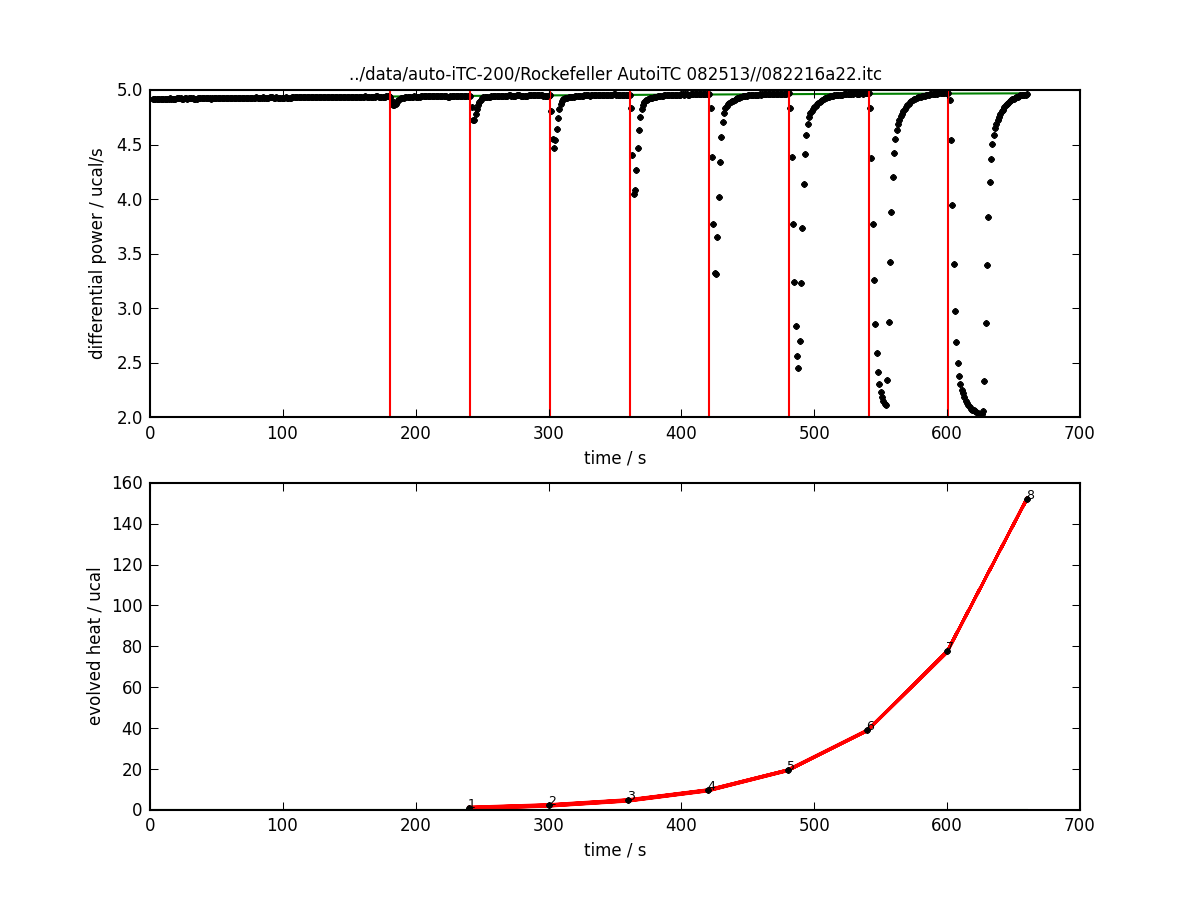 ../data/auto-iTC-200/Rockefeller AutoiTC 082513//082216a22.itc
5.0
4.5
4.0
3.5
3.0
2.5
2.0
differential power / ucal/s
0 100 200 300 400 500 600 700
time / s
160
140
120
100
80
60
40
20
0
evolved heat / ucal
1 2 3 4 5 6 7 8
0 100 200 300 400 500 600 700
time / s